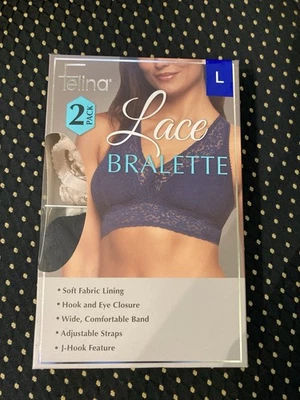 Felina®
L
2
PACK
Lace
BRALETTE
• Soft Fabric Lining
• Hook and Eye Closure
• Wide, Comfortable Band
• Adjustable Straps
• J-Hook Feature